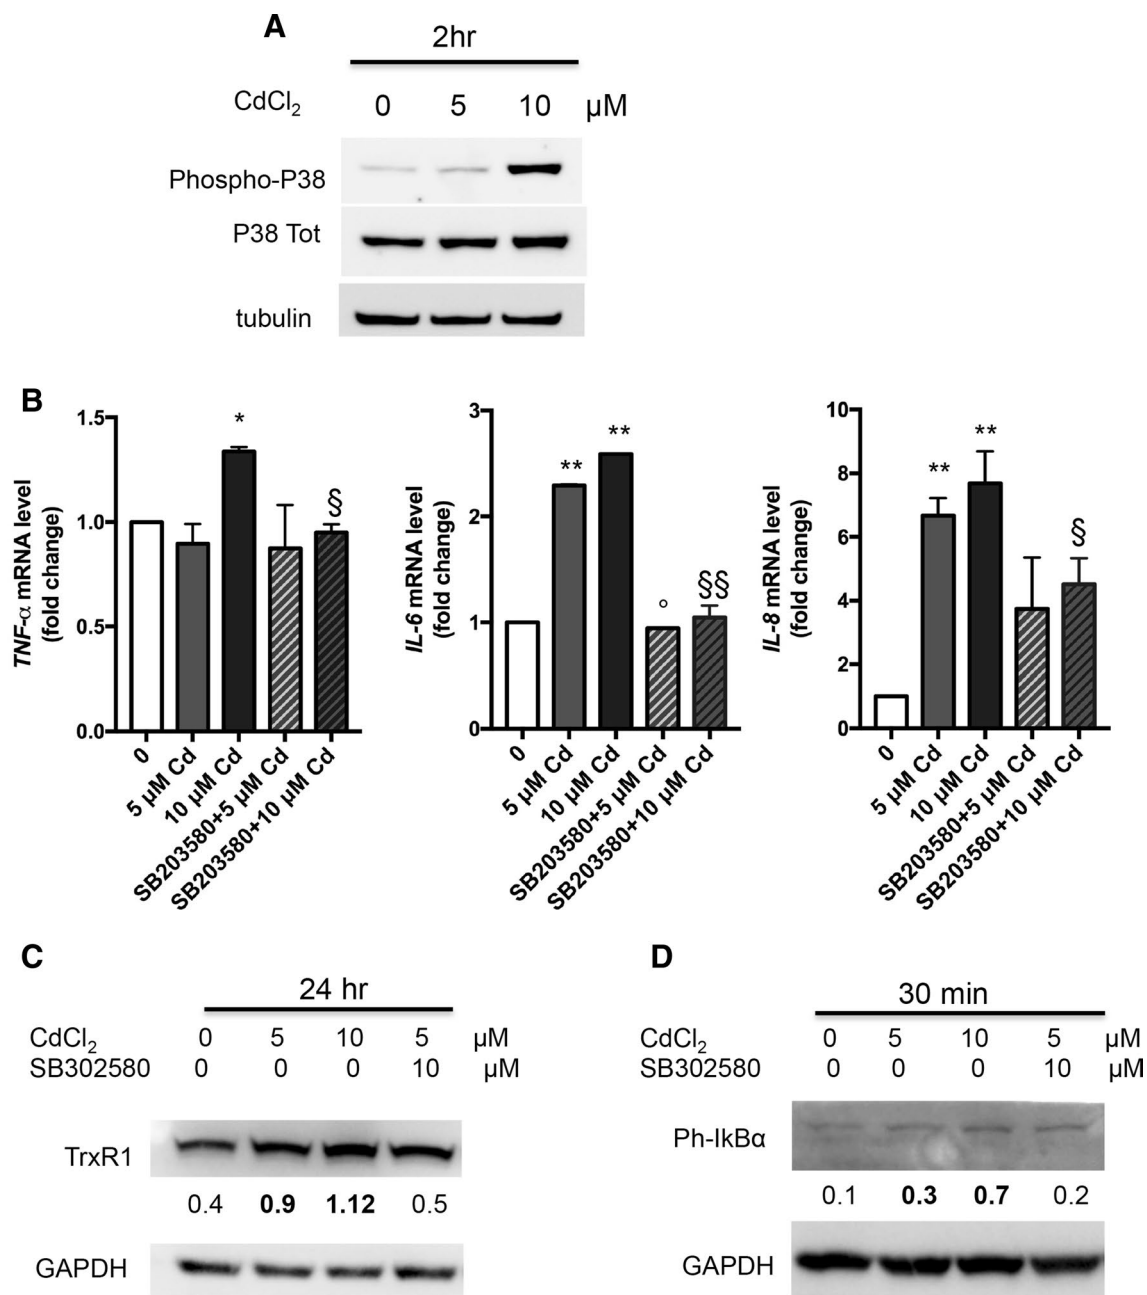 A
2hr
CdCl2 0 5 10 µM
Phospho-P38
P38 Tot
tubulin
B
TNF-α mRNA level
(fold change)
1.5
1.0
0.5
0.0
*
§
0
5 µM Cd
10 µM Cd
SB203580+5 µM Cd
SB203580+10 µM Cd
IL-6 mRNA level
(fold change)
3
2
1
0
**
**
°
§§
0
5 µM Cd
10 µM Cd
SB203580+5 µM Cd
SB203580+10 µM Cd
IL-8 mRNA level
(fold change)
10
8
6
4
2
0
**
**
§
0
5 µM Cd
10 µM Cd
SB203580+5 µM Cd
SB203580+10 µM Cd
C
24 hr
CdCl2 0 5 10 5 µM
SB302580 0 0 0 10 µM
TrxR1
0.4 0.9 1.12 0.5
GAPDH
D
30 min
CdCl2 0 5 10 5 µM
SB302580 0 0 0 10 µM
Ph-IkBα
0.1 0.3 0.7 0.2
GAPDH